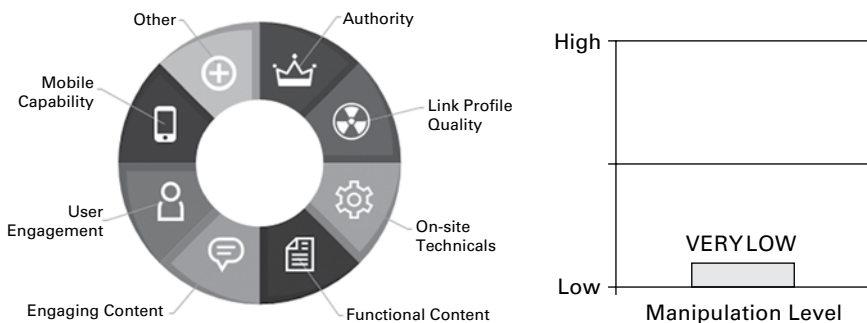 Other
Authority
Mobile
Capability
Link Profile
Quality
User
Engagement
On-site
Technicals
Engaging Content
Functional Content
High
VERY LOW
Low
Manipulation Level